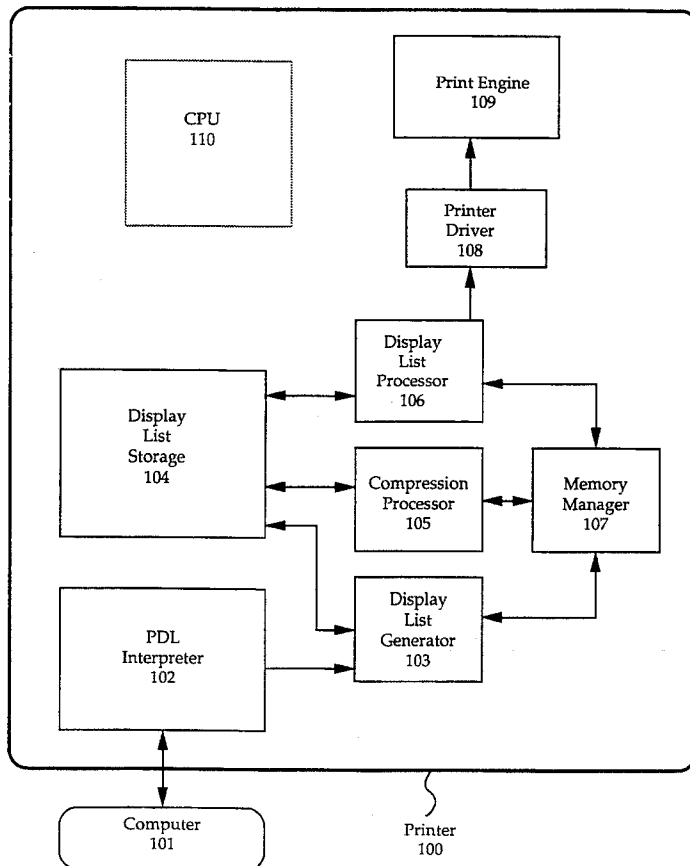 Print Engine
109
CPU
110
Printer
Driver
108
Display
List
Processor
106
Display
List
Storage
104
Compression
Processor
105
Memory
Manager
107
PDL
Interpreter
102
Display
List
Generator
103
Computer
101
Printer
100